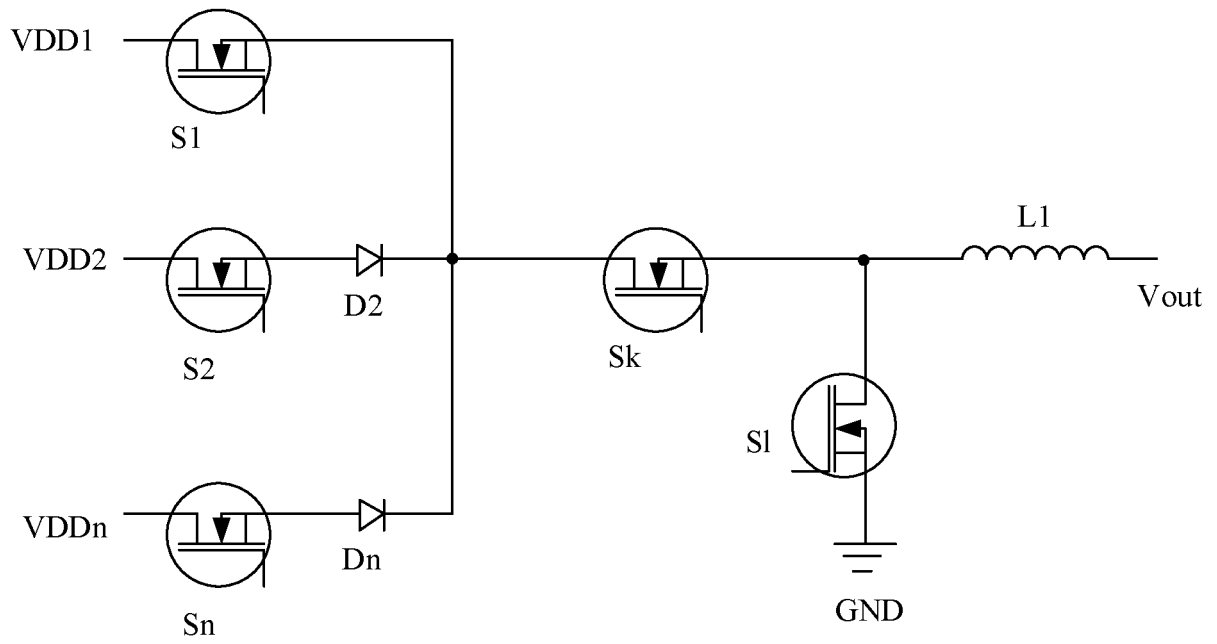 VDD1
S1
VDD2
D2
S2
VDDn
Dn
Sn
Sk
L1
Vout
Sl
GND